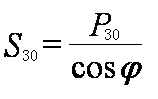 S₃₀ = P₃₀ / cos φ